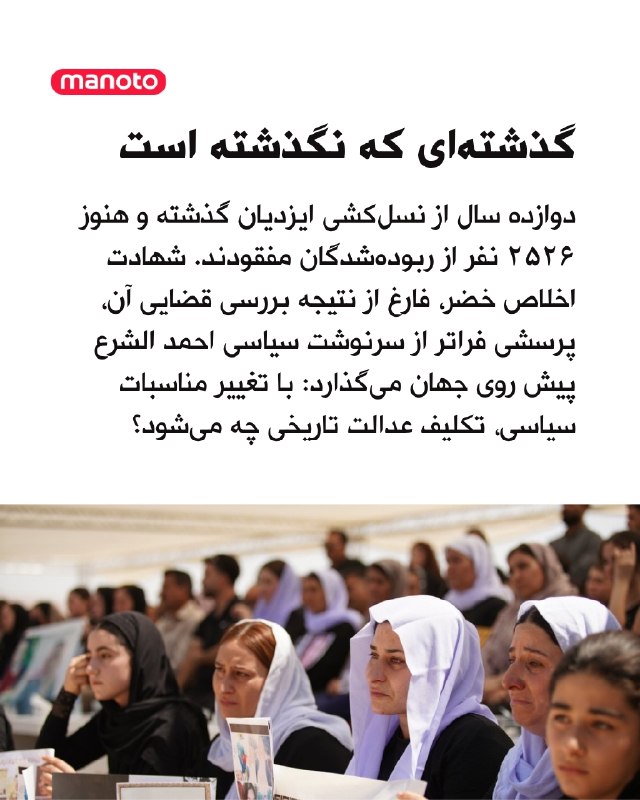 manoto
گذشته‌ای که نگذشته است
دوازده سال از نسل‌کشی ایزدیان گذشته و هنوز
۲۵۲۶ نفر از ربوده‌شدگان مفقودند. شهادت
اخلاص خضر، فارغ از نتیجه بررسی قضایی آن،
پرسشی فراتر از سرنوشت سیاسی احمد الشرع
پیش روی جهان می‌گذارد: با تغییر مناسبات
سیاسی، تکلیف عدالت تاریخی چه می‌شود؟